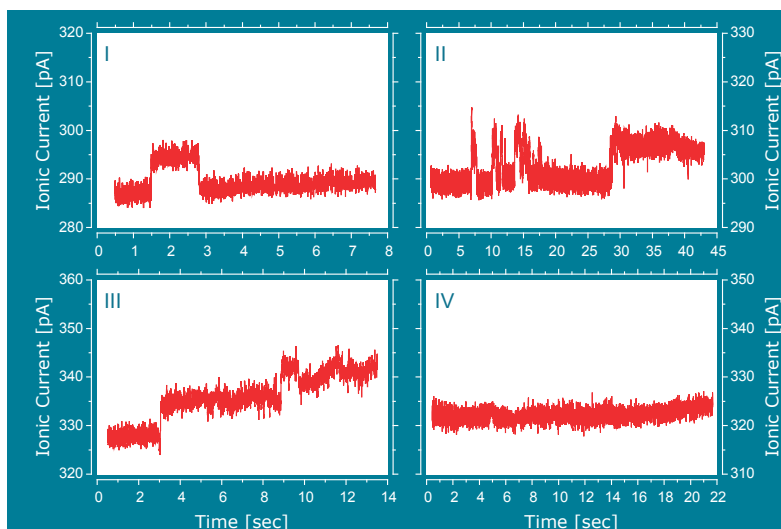 I
Ionic Current [pA]
320
310
300
290
280
0 1 2 3 4 5 6 7 8
II
Ionic Current [pA]
330
320
310
300
290
0 5 10 15 20 25 30 35 40 45
III
Ionic Current [pA]
360
350
340
330
320
0 2 4 6 8 10 12 14
Time [sec]
IV
Ionic Current [pA]
350
340
330
320
310
0 2 4 6 8 10 12 14 16 18 20 22
Time [sec]